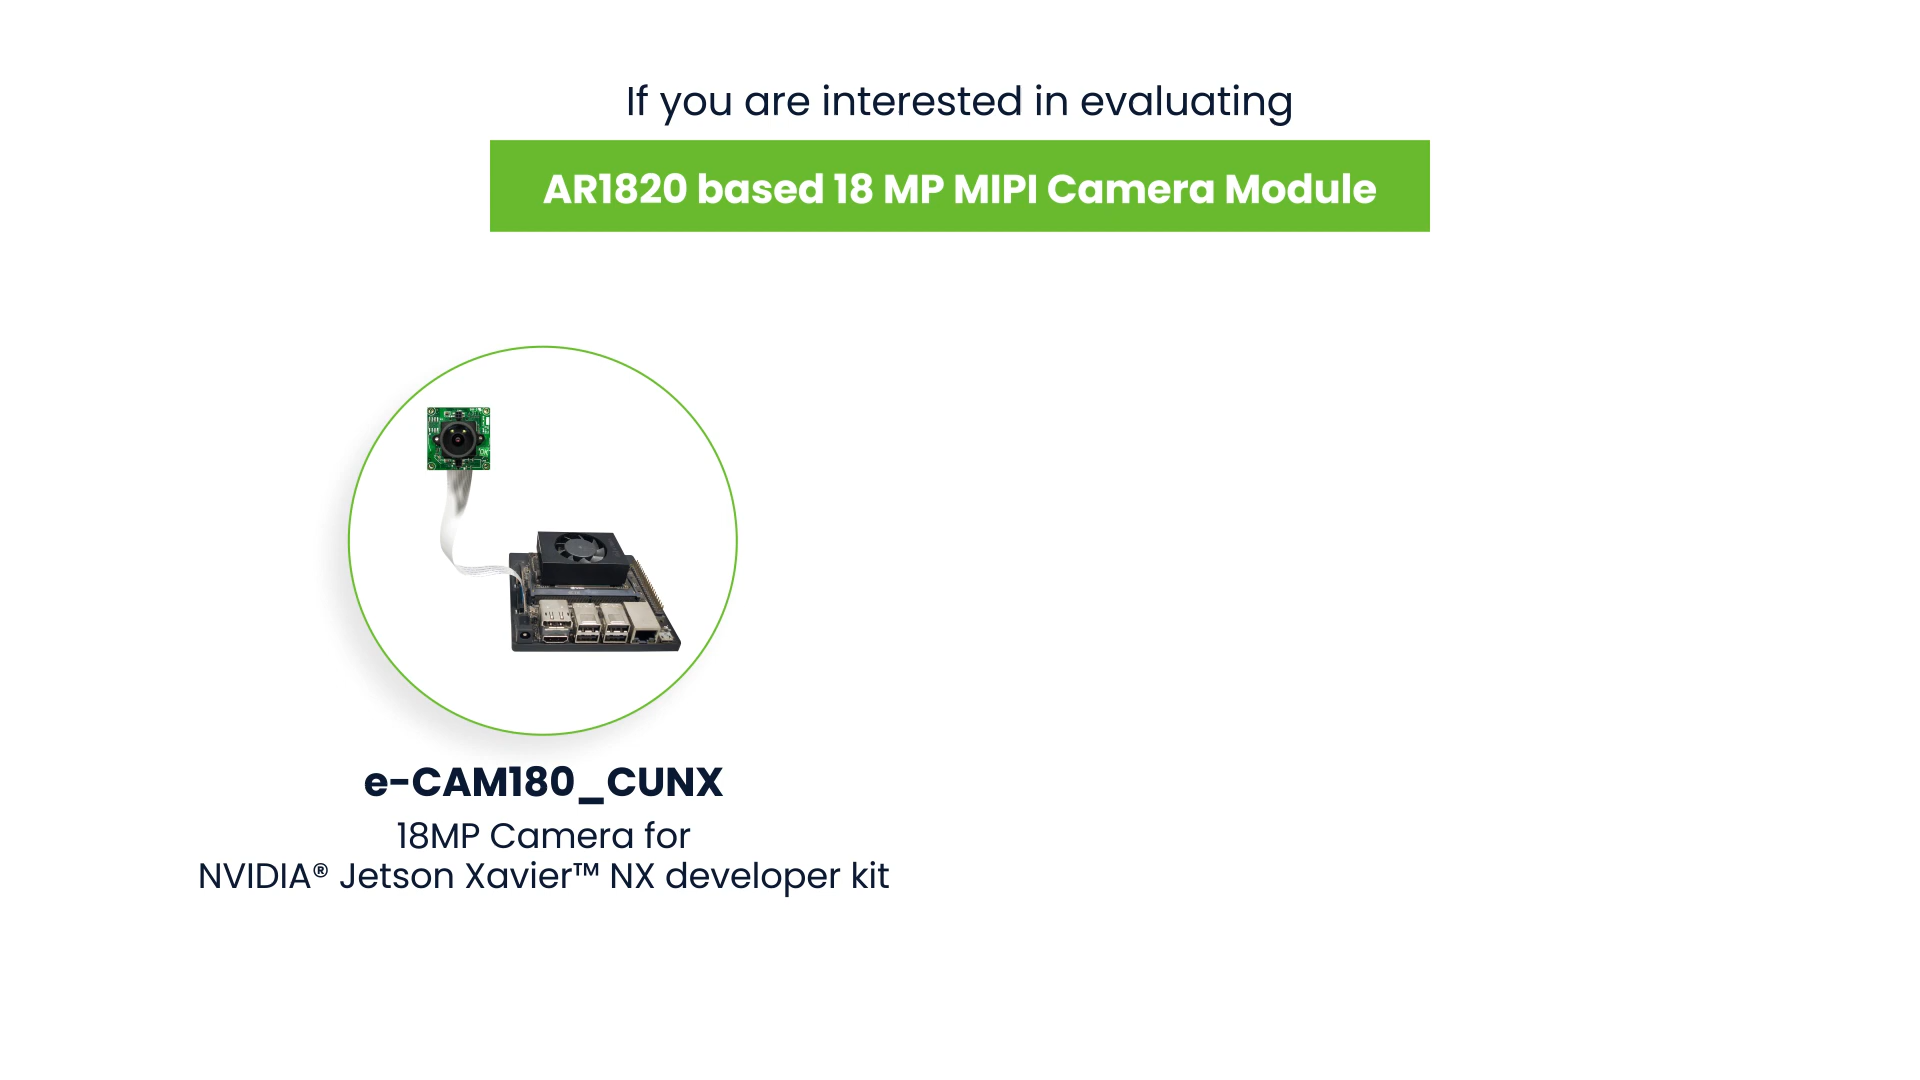 If you are interested in evaluating
AR1820 based 18 MP MIPI Camera Module
e-CAM180_CUNX
18MP Camera for
NVIDIA® Jetson Xavier™ NX developer kit